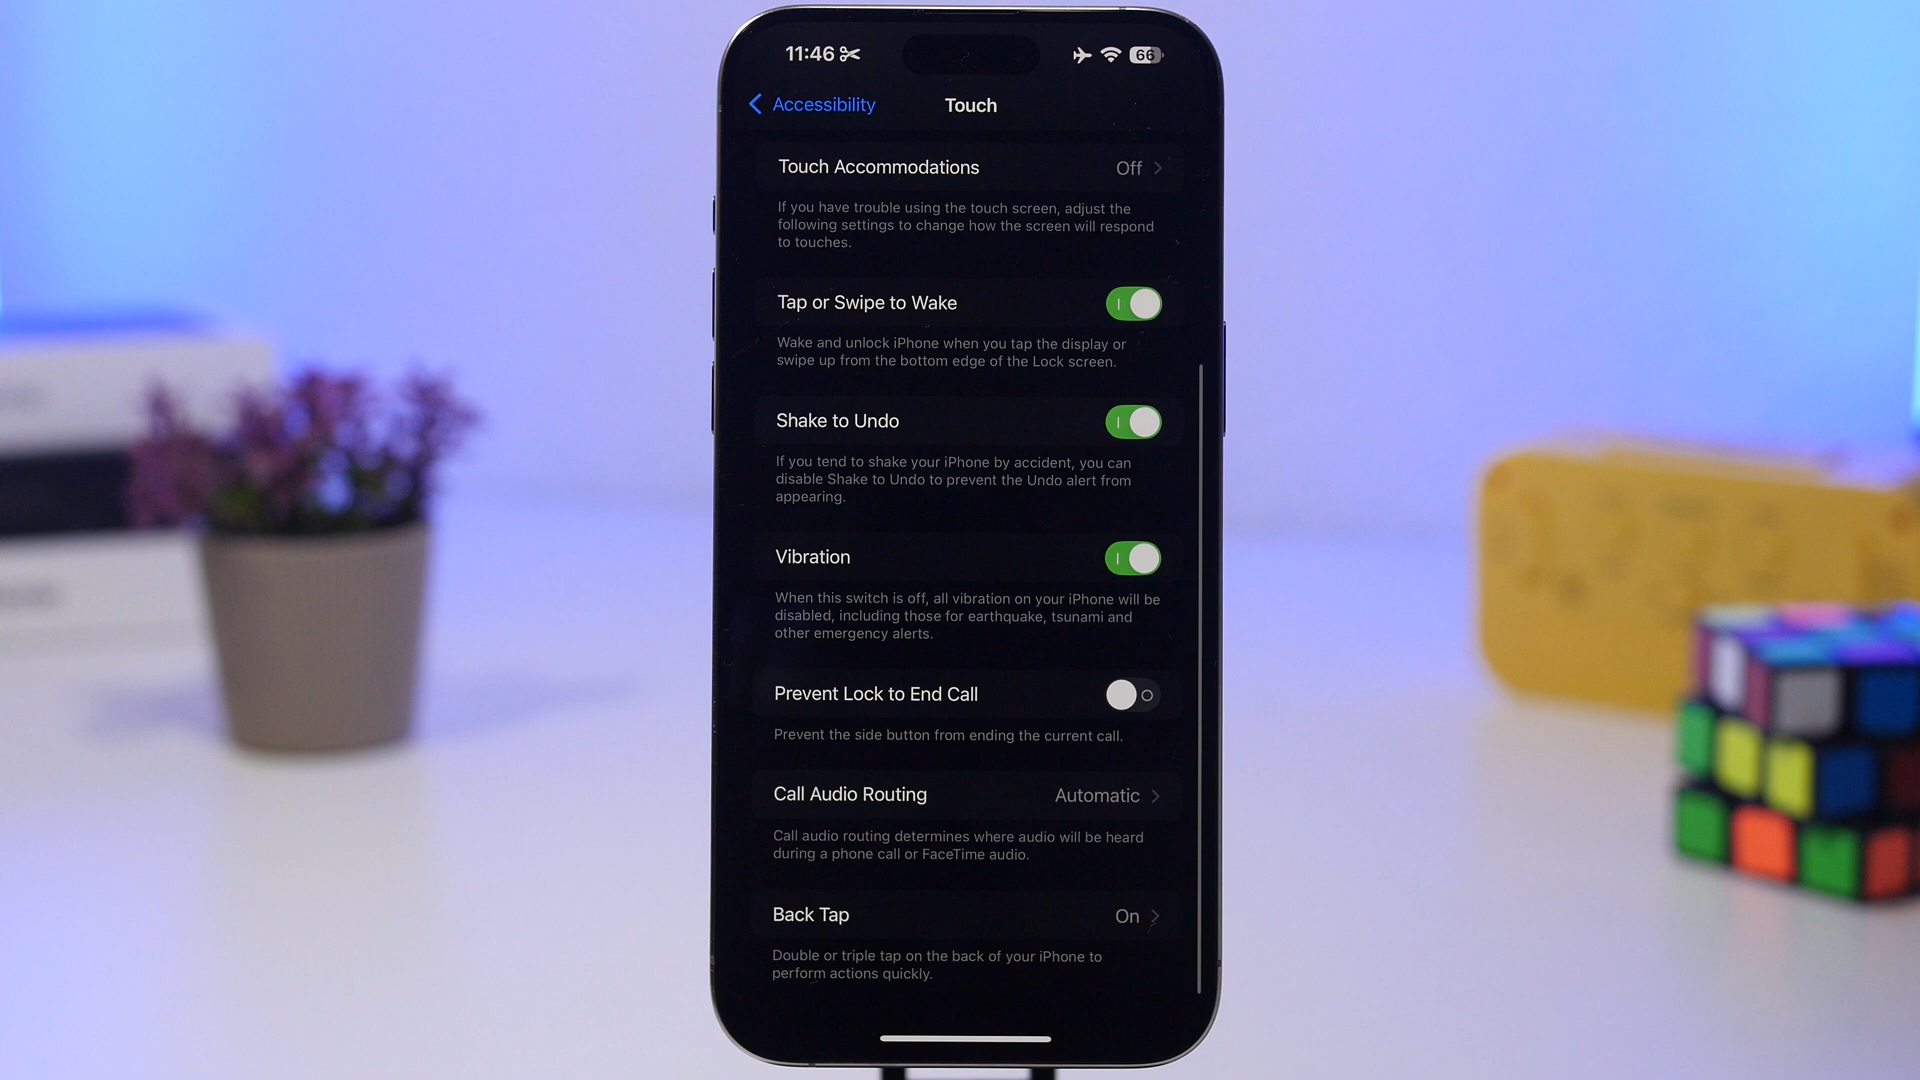 11:46
66
Accessibility
Touch
Touch Accommodations Off
If you have trouble using the touch screen, adjust the
following settings to change how the screen will respond
to touches.
Tap or Swipe to Wake
Wake and unlock iPhone when you tap the display or
swipe up from the bottom edge of the Lock screen.
Shake to Undo
If you tend to shake your iPhone by accident, you can
disable Shake to Undo to prevent the Undo alert from
appearing.
Vibration
When this switch is off, all vibration on your iPhone will be
disabled, including those for earthquake, tsunami and
other emergency alerts.
Prevent Lock to End Call
Prevent the side button from ending the current call.
Call Audio Routing Automatic
Call audio routing determines where audio will be heard
during a phone call or FaceTime audio.
Back Tap On
Double or triple tap on the back of your iPhone to
perform actions quickly.